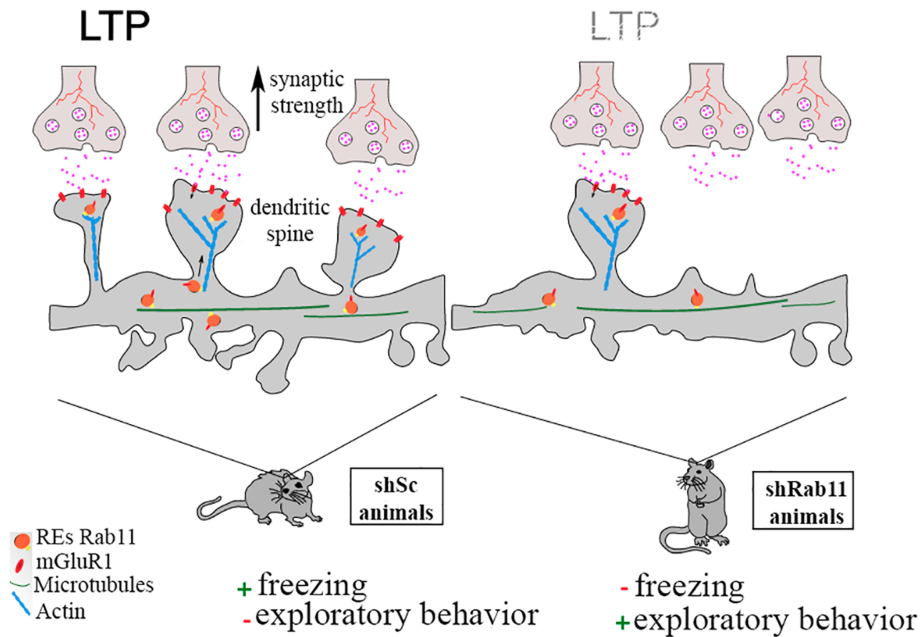 LTP
LTP
synaptic
strength
dendritic
spine
shSc
animals
shRab11
animals
REs Rab11
mGluR1
Microtubules
Actin
+ freezing
- exploratory behavior
- freezing
+ exploratory behavior